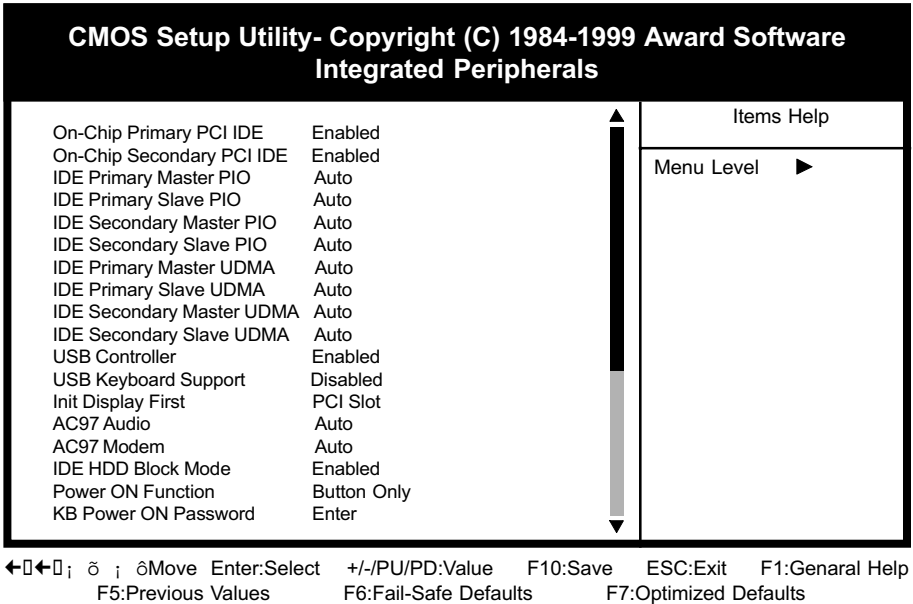 CMOS Setup Utility- Copyright (C) 1984-1999 Award Software
Integrated Peripherals
On-Chip Primary PCI IDE Enabled
On-Chip Secondary PCI IDE Enabled
IDE Primary Master PIO Auto
IDE Primary Slave PIO Auto
IDE Secondary Master PIO Auto
IDE Secondary Slave PIO Auto
IDE Primary Master UDMA Auto
IDE Primary Slave UDMA Auto
IDE Secondary Master UDMA Auto
IDE Secondary Slave UDMA Auto
USB Controller Enabled
USB Keyboard Support Disabled
Init Display First PCI Slot
AC97 Audio Auto
AC97 Modem Auto
IDE HDD Block Mode Enabled
Power ON Function Button Only
KB Power ON Password Enter
Items Help
Menu Level ▶
←▯←▯¡ õ ¡ ôMove Enter:Select +/-/PU/PD:Value F10:Save ESC:Exit F1:Genaral Help
F5:Previous Values F6:Fail-Safe Defaults F7:Optimized Defaults